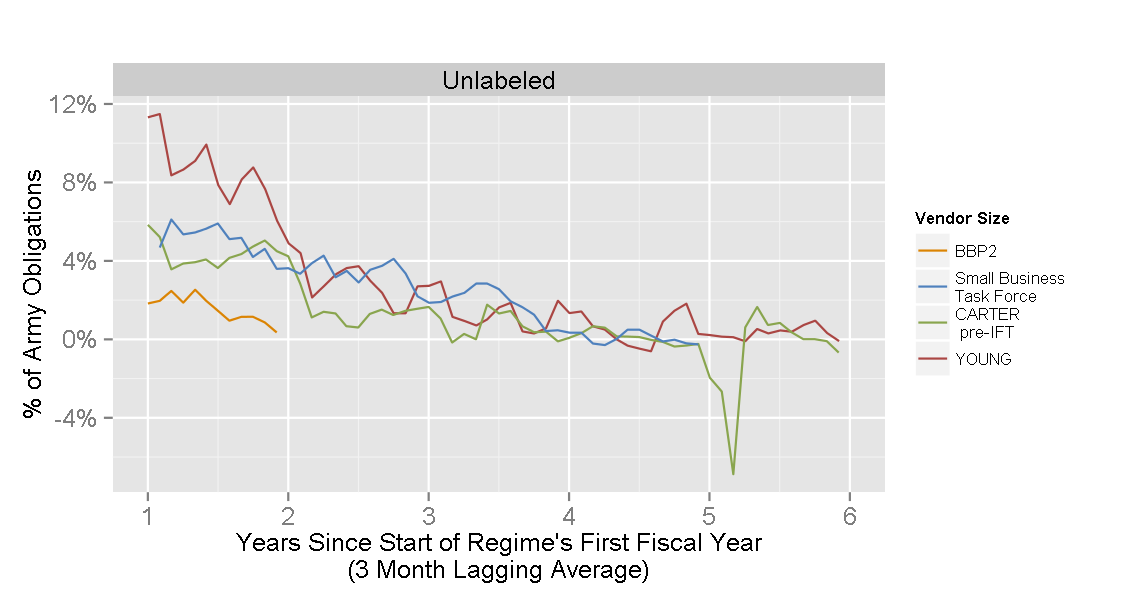 Unlabeled
12%
8%
4%
0%
-4%
% of Army Obligations
1 2 3 4 5 6
Years Since Start of Regime's First Fiscal Year
(3 Month Lagging Average)
Vendor Size
BBP2
Small Business
Task Force
CARTER
pre-IFT
YOUNG